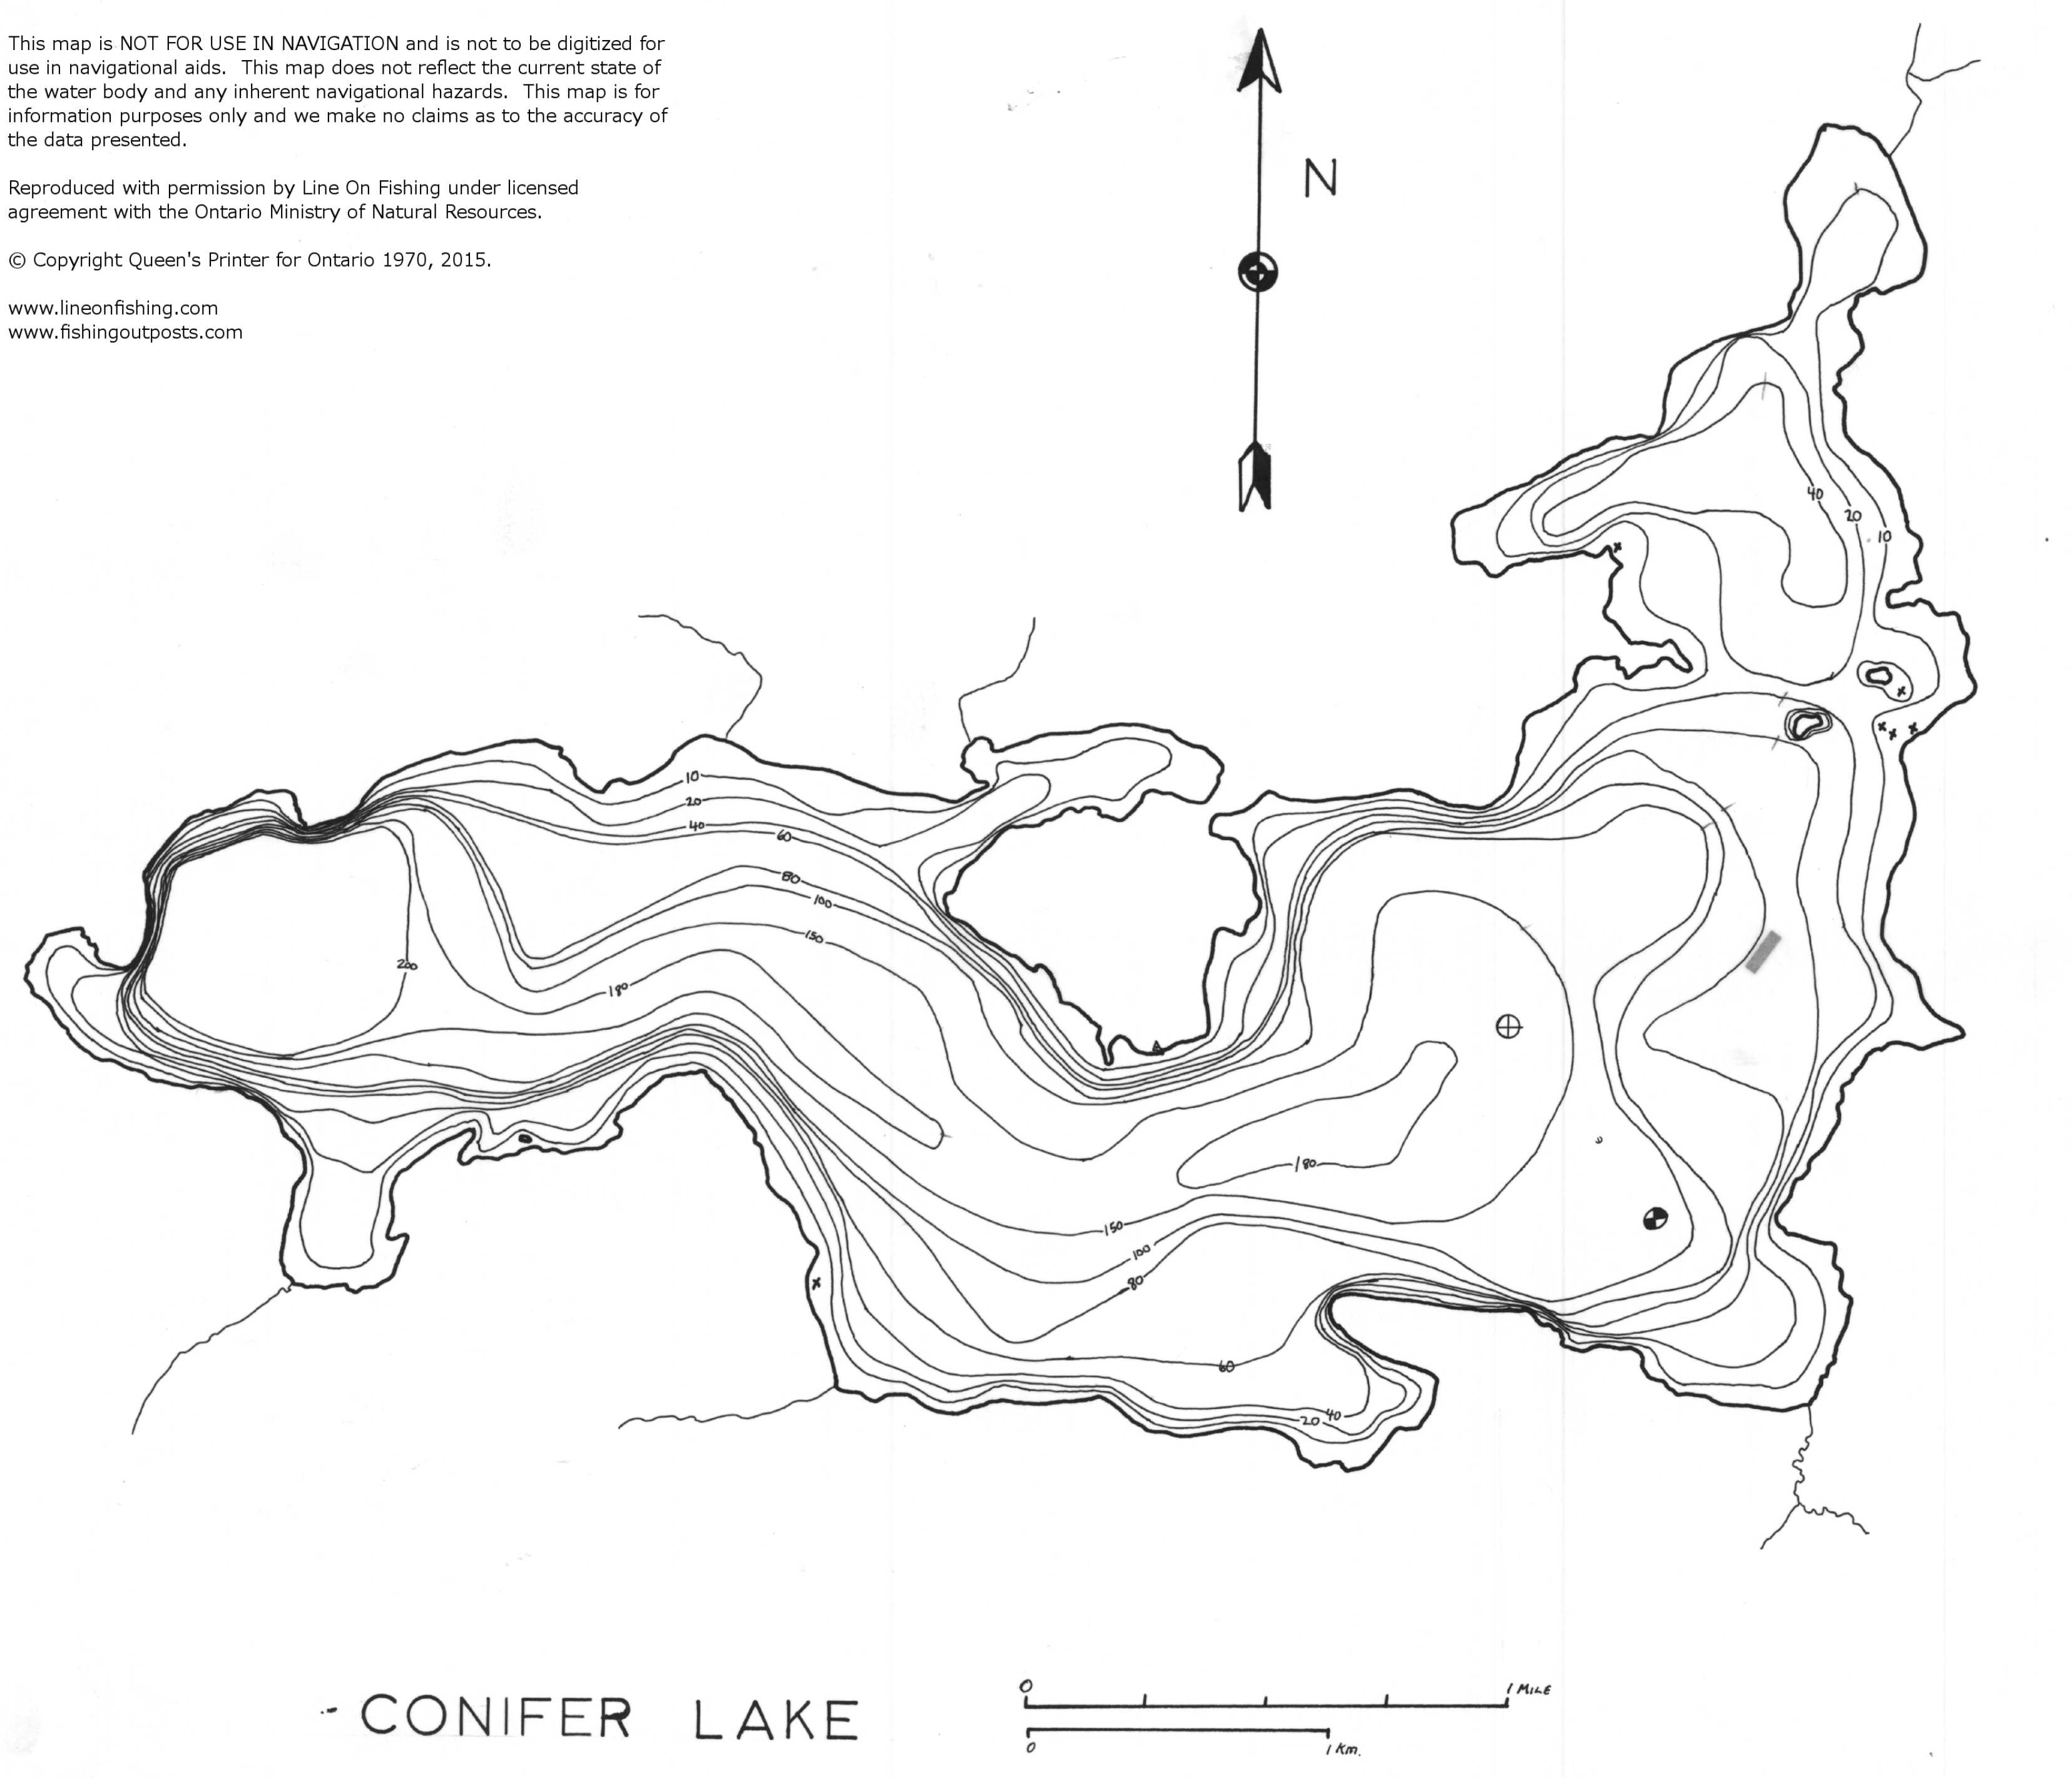 This map is NOT FOR USE IN NAVIGATION and is not to be digitized for
use in navigational aids.  This map does not reflect the current state of
the water body and any inherent navigational hazards.  This map is for
information purposes only and we make no claims as to the accuracy of
the data presented.
Reproduced with permission by Line On Fishing under licensed
agreement with the Ontario Ministry of Natural Resources.
© Copyright Queen's Printer for Ontario 1970, 2015.
www.lineonfishing.com
www.fishingoutposts.com
N
40
20
10
10
20
40
60
80
100
150
200
180
180
150
100
80
60
20
40
CONIFER LAKE
0
1 MILE
0
1 Km.